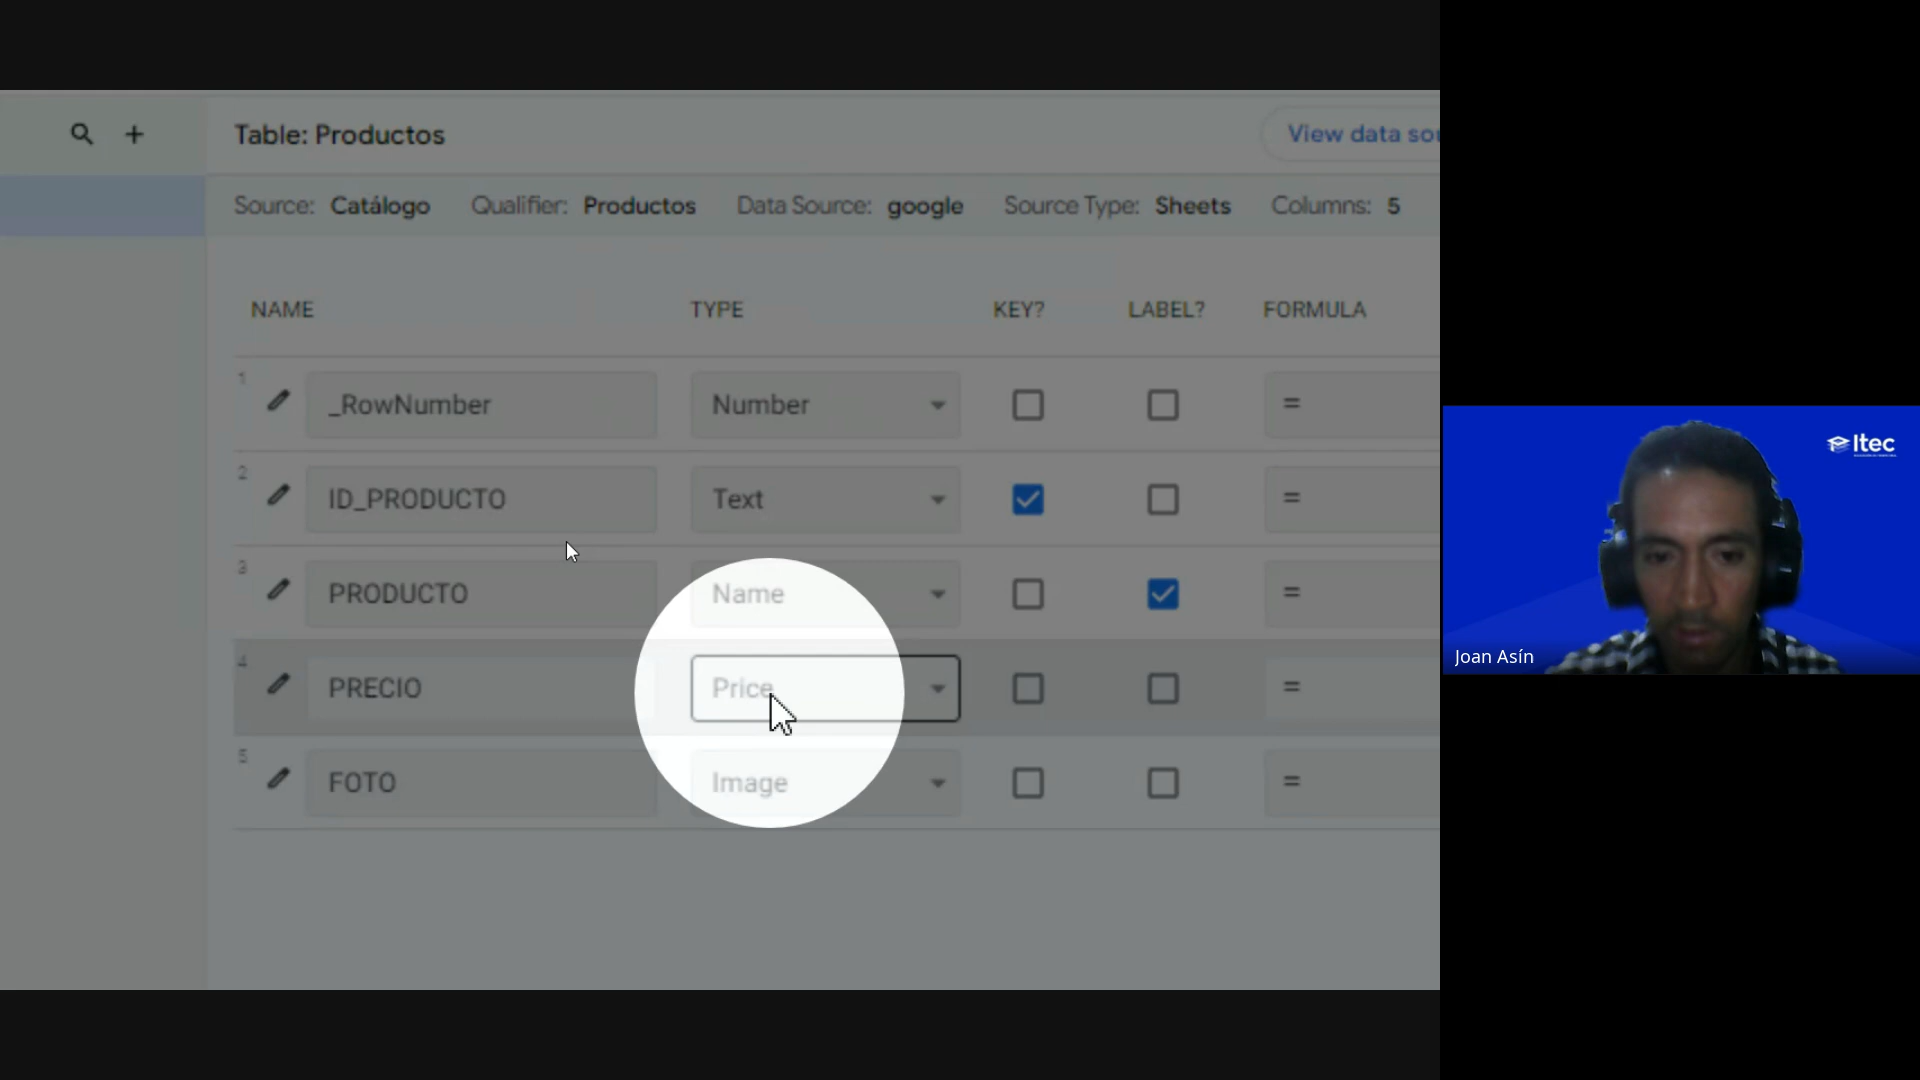 Table: Productos
View data sou
Source: Catálogo Qualifier: Productos Data Source: google Source Type: Sheets Columns: 5
NAME TYPE KEY? LABEL? FORMULA
1 _RowNumber Number =
2 ID_PRODUCTO Text =
3 PRODUCTO Name =
4 PRECIO Price =
5 FOTO Image =
Itec
Joan Asín